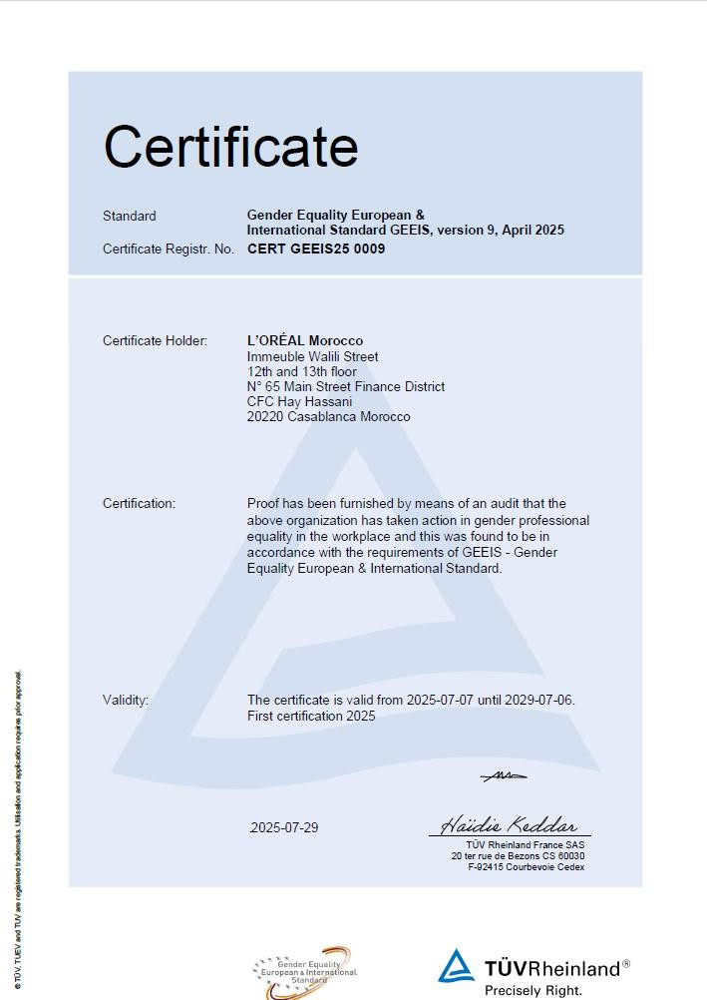 Certificate
Standard
Gender Equality European &
International Standard GEEIS, version 9, April 2025
Certificate Registr. No. CERT GEEIS25 0009
Certificate Holder:
L'ORÉAL Morocco
Immeuble Walili Street
12th and 13th floor
N° 65 Main Street Finance District
CFC Hay Hassani
20220 Casablanca Morocco
Certification:
Proof has been furnished by means of an audit that the
above organization has taken action in gender professional
equality in the workplace and this was found to be in
accordance with the requirements of GEEIS - Gender
Equality European & International Standard.
Validity:
The certificate is valid from 2025-07-07 until 2029-07-06.
First certification 2025
2025-07-29
Haïdie Keddar
TÜV Rheinland France SAS
20 ter rue de Bezons CS 60030
F-92415 Courbevoie Cedex
® TÜV, TUEV and TUV are registered trademarks. Utilisation and application requires prior approval.
Gender Equality
European & International
Standard
TÜVRheinland®
Precisely Right.